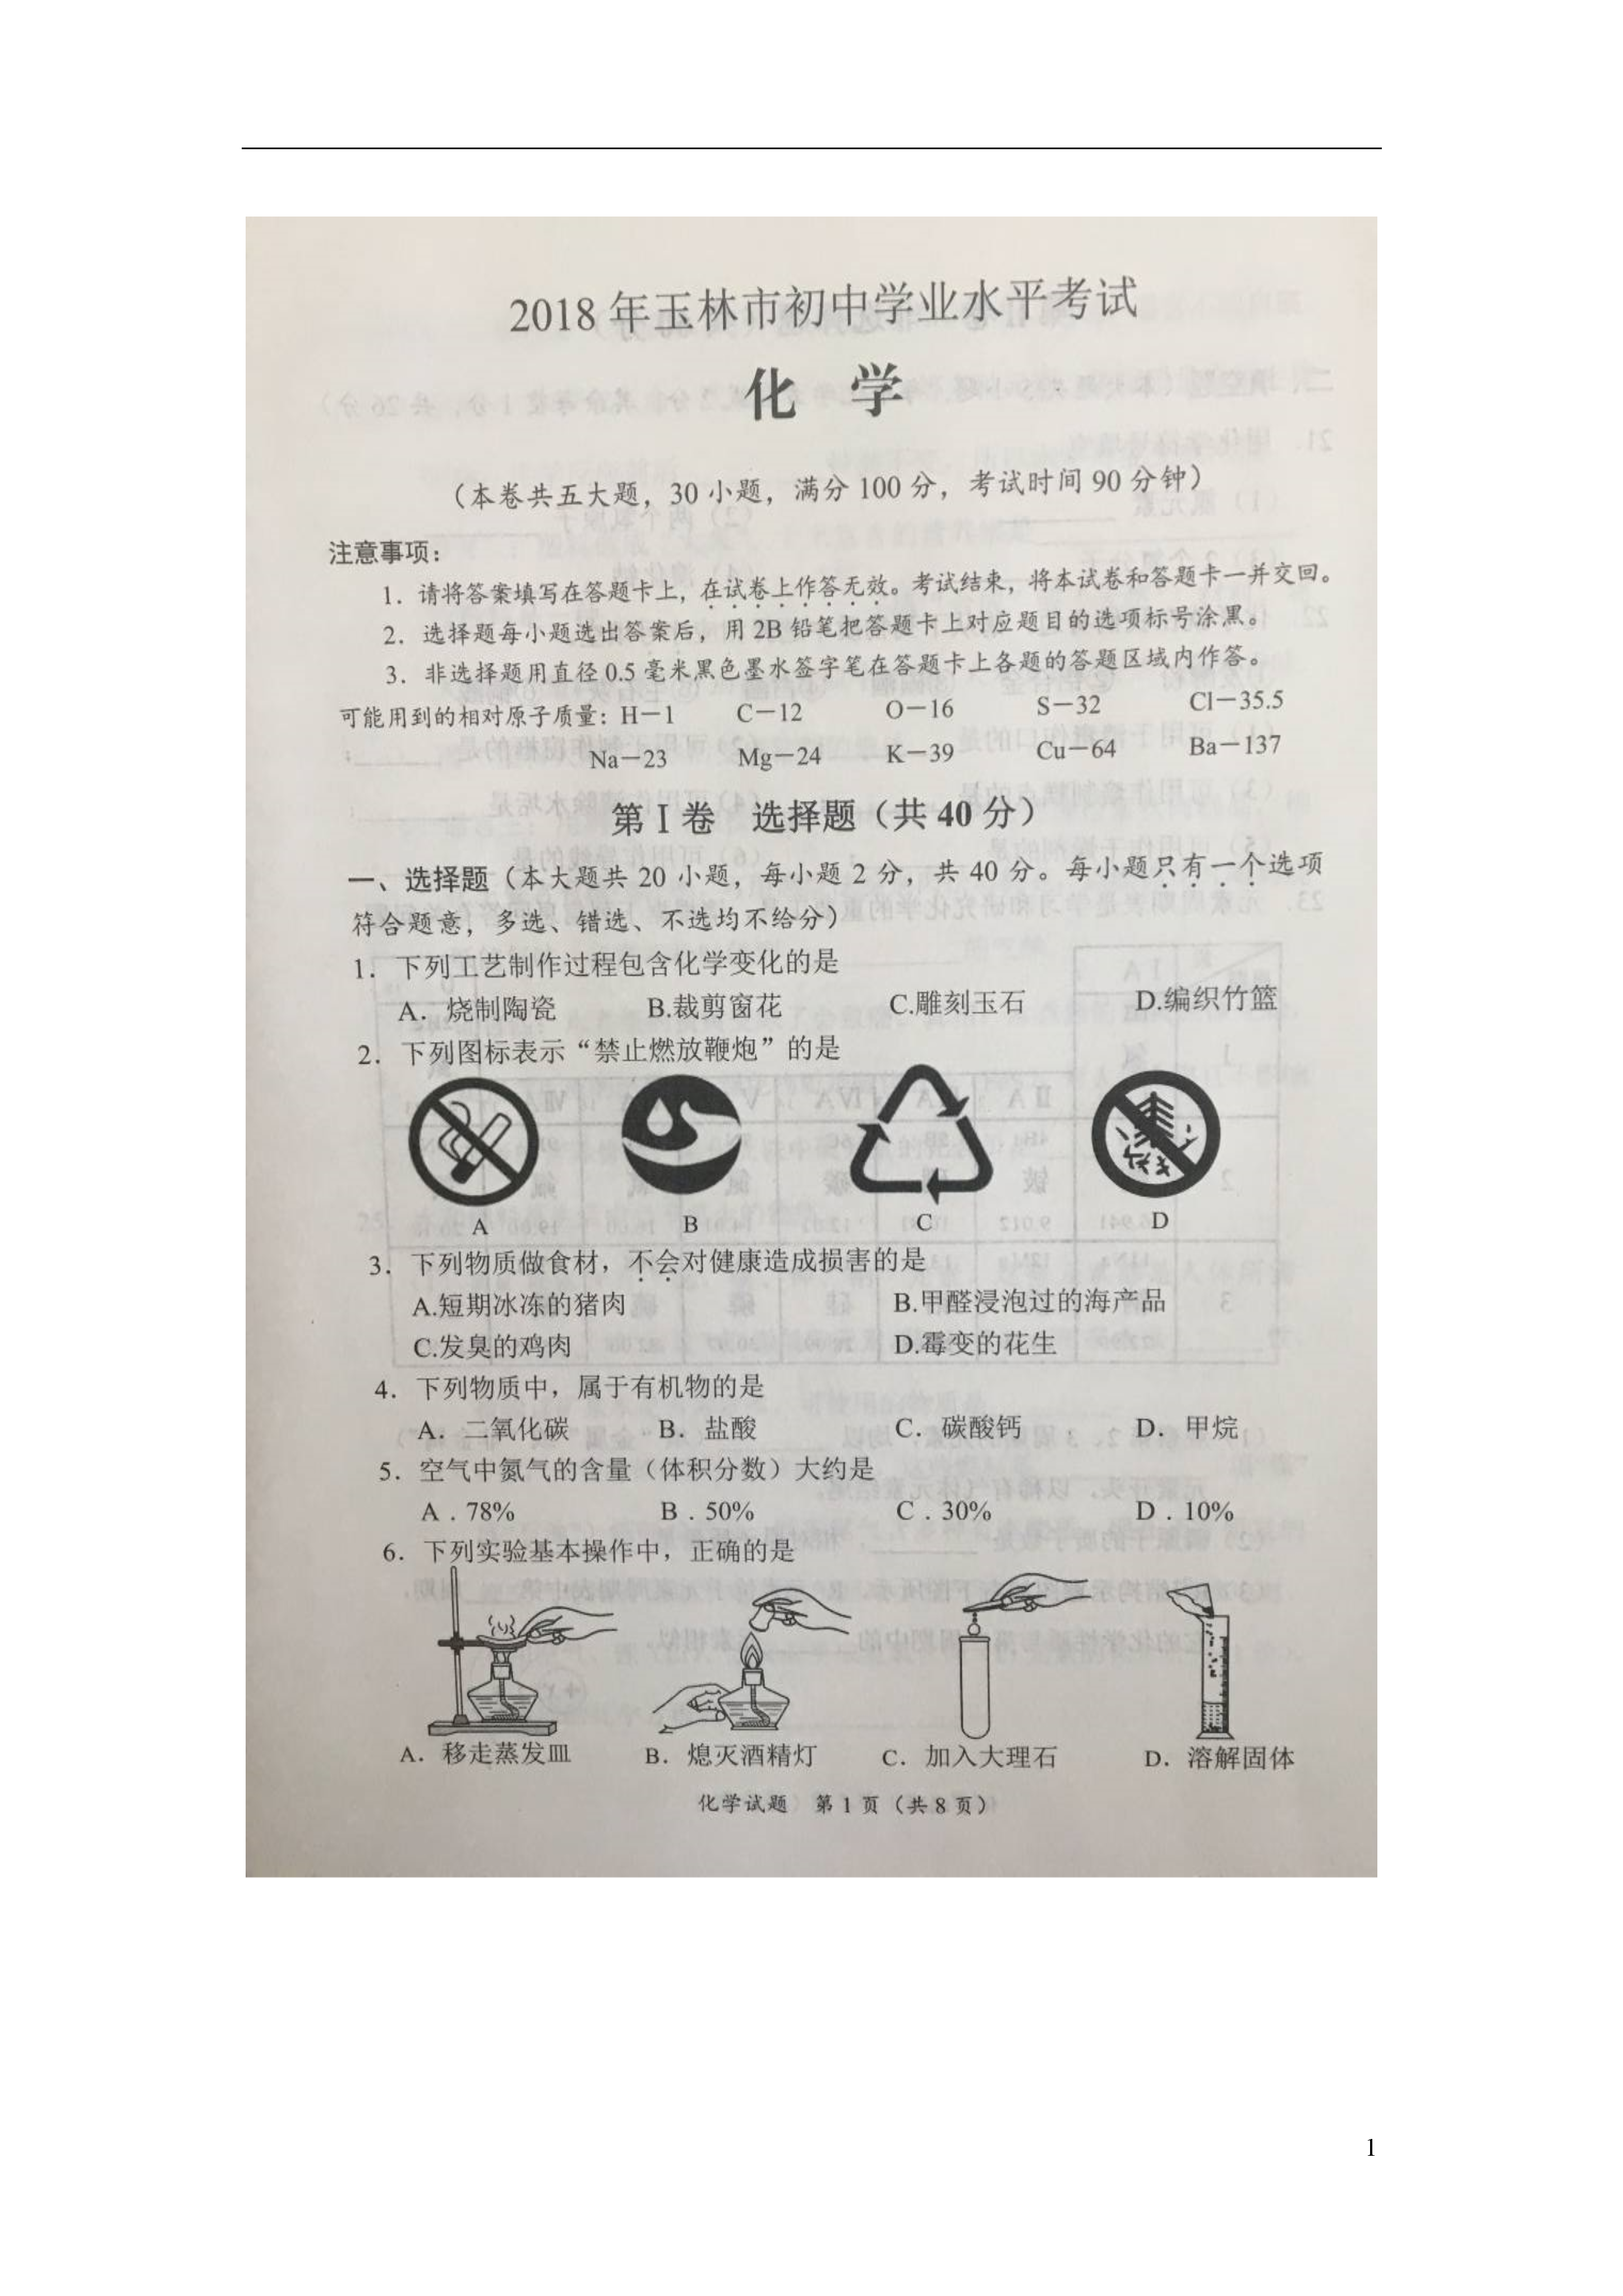 2018 年玉林市初中学业水平考试
化 学
（本卷共五大题，30 小题，满分 100 分，考试时间 90 分钟）
注意事项：
1．请将答案填写在答题卡上，在试卷上作答无效。考试结束，将本试卷和答题卡一并交回。
2．选择题每小题选出答案后，用 2B 铅笔把答题卡上对应题目的选项标号涂黑。
3．非选择题用直径 0.5 毫米黑色墨水签字笔在答题卡上各题的答题区域内作答。
可能用到的相对原子质量：H－1 C－12 O－16 S－32 Cl－35.5
Na－23 Mg－24 K－39 Cu－64 Ba－137
第 I 卷 选择题（共 40 分）
一、选择题（本大题共 20 小题，每小题 2 分，共 40 分。每小题只有一个选项
符合题意，多选、错选、不选均不给分）
1．下列工艺制作过程包含化学变化的是
A．烧制陶瓷 B.裁剪窗花 C.雕刻玉石 D.编织竹篮
2．下列图标表示“禁止燃放鞭炮”的是
A B C D
3．下列物质做食材，不会对健康造成损害的是
A.短期冰冻的猪肉 B.甲醛浸泡过的海产品
C.发臭的鸡肉 D.霉变的花生
4．下列物质中，属于有机物的是
A．二氧化碳 B．盐酸 C．碳酸钙 D．甲烷
5．空气中氮气的含量（体积分数）大约是
A．78% B．50% C．30% D．10%
6．下列实验基本操作中，正确的是
A．移走蒸发皿 B．熄灭酒精灯 C．加入大理石 D．溶解固体
化学试题 第 1 页（共 8 页）
1